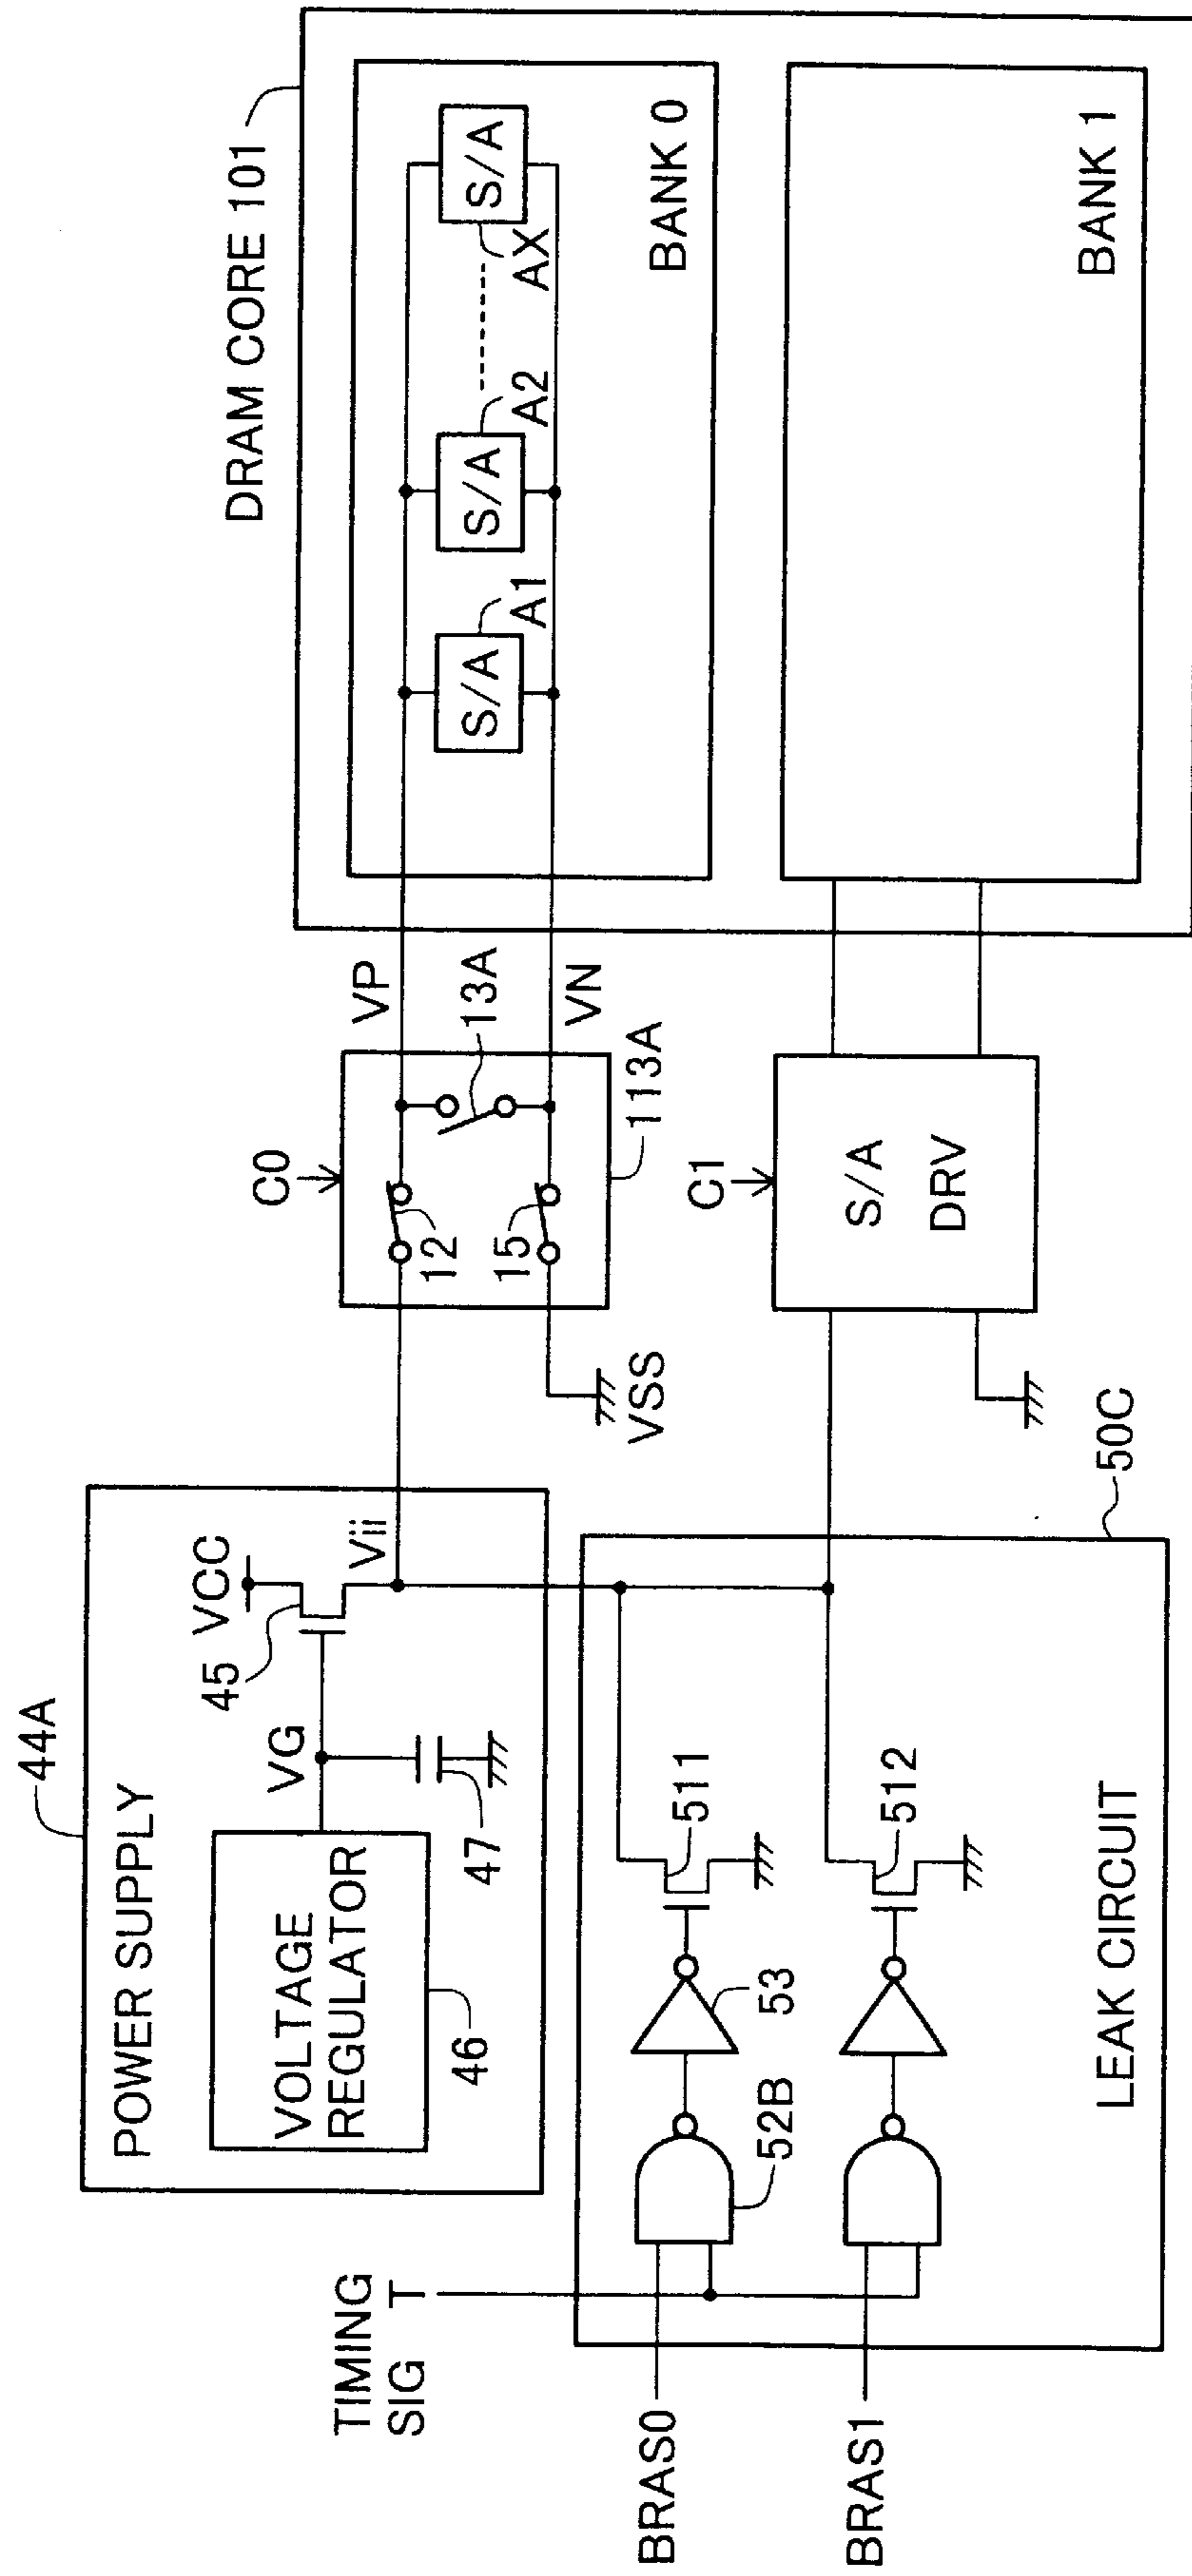 44A
POWER SUPPLY
VOLTAGE
REGULATOR
46
VG
47
45
VCC
Vii
C0
12
15
VSS
VP
13A
VN
113A
DRAM CORE 101
S/A
A1
S/A
A2
S/A
AX
BANK 0
C1
S/A
DRV
BANK 1
TIMING
SIG T
BRAS0
BRAS1
52B
53
511
512
LEAK CIRCUIT
50C